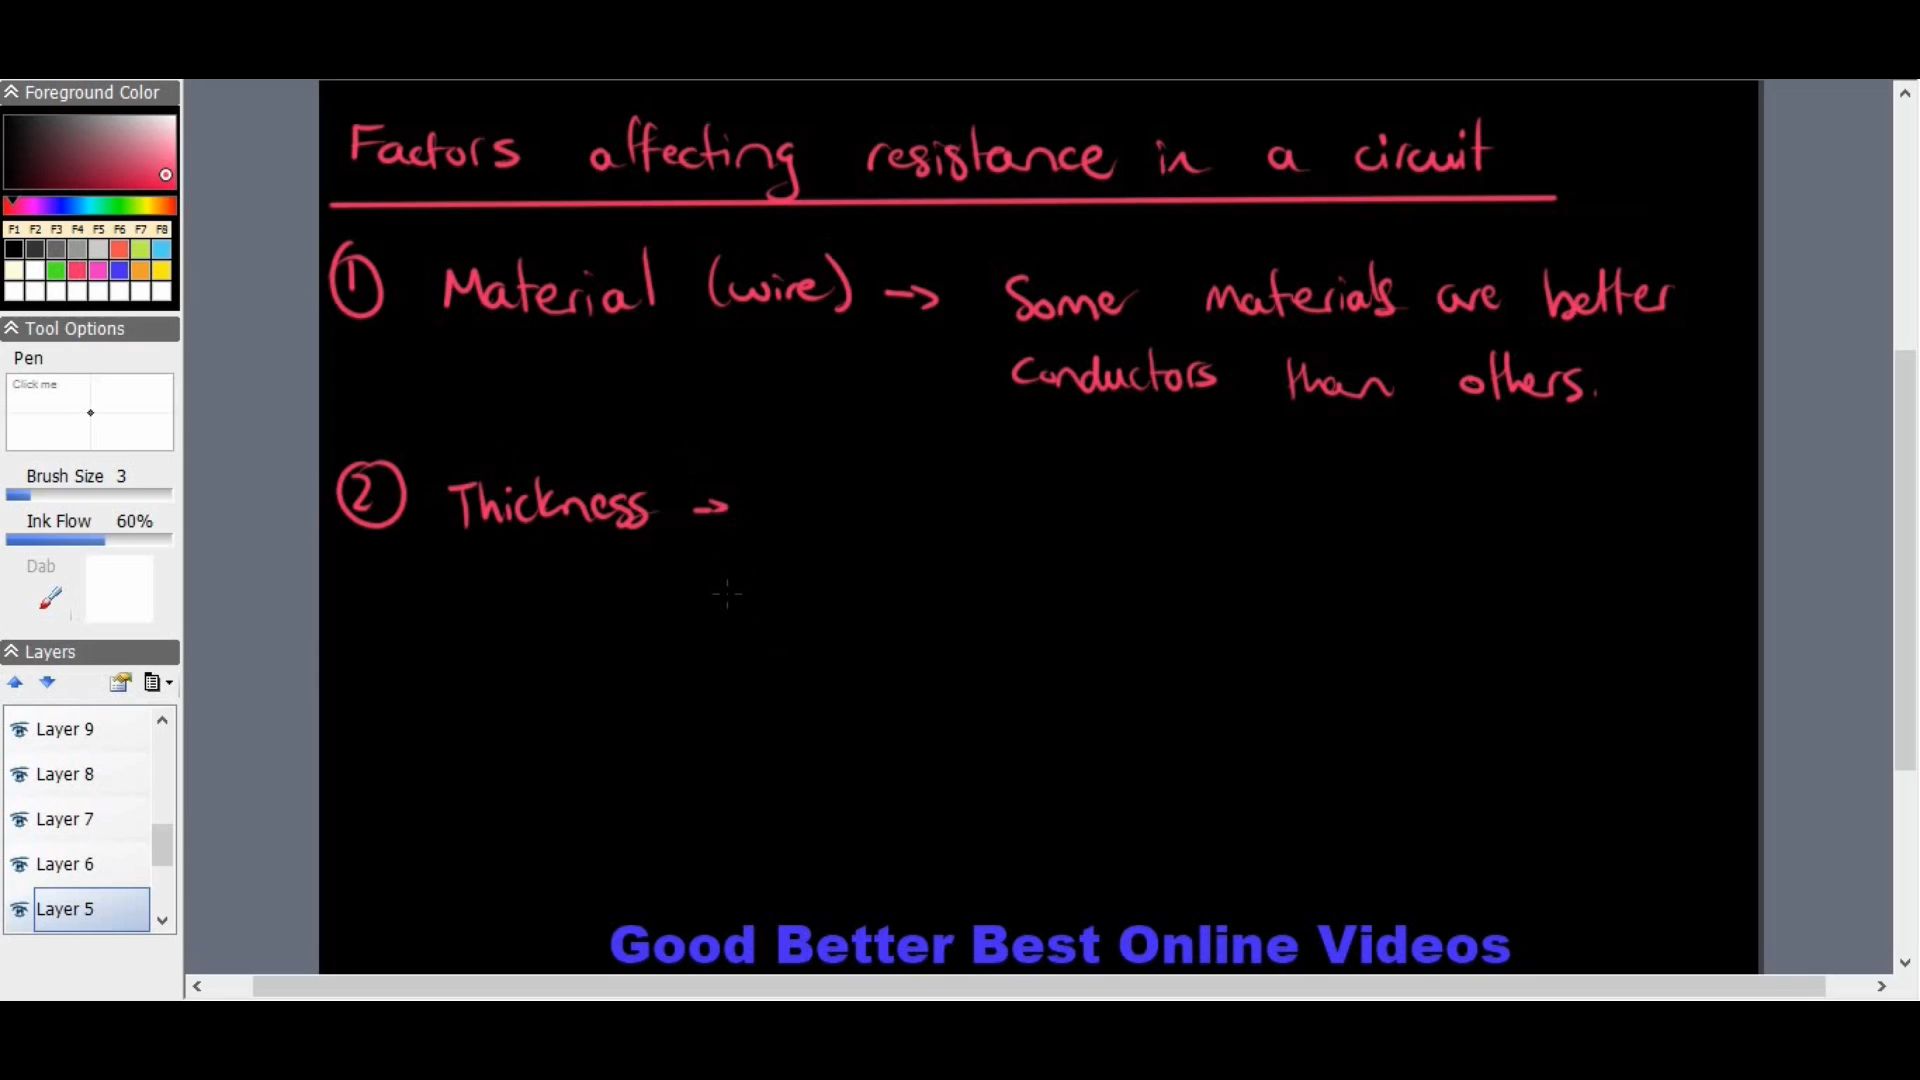 Foreground Color
F1 F2 F3 F4 F5 F6 F7 F8
Tool Options
Pen
Click me
Brush Size 3
Ink Flow 60%
Dab
Layers
Layer 9
Layer 8
Layer 7
Layer 6
Layer 5
Factors affecting resistance in a circuit
① Material (wire) → Some materials are better
conductors than others.
② Thickness →
Good Better Best Online Videos